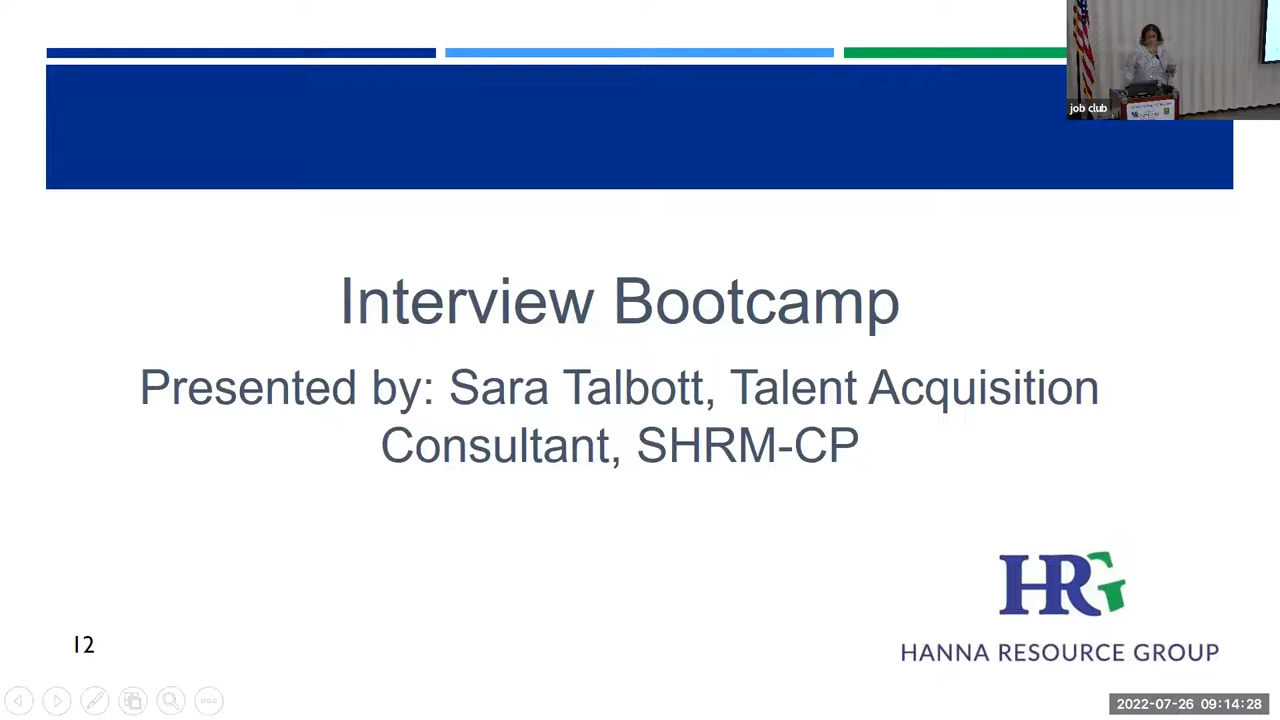 job club
Interview Bootcamp
Presented by: Sara Talbott, Talent Acquisition
Consultant, SHRM-CP
HRG
HANNA RESOURCE GROUP
12
2022-07-26 09:14:28